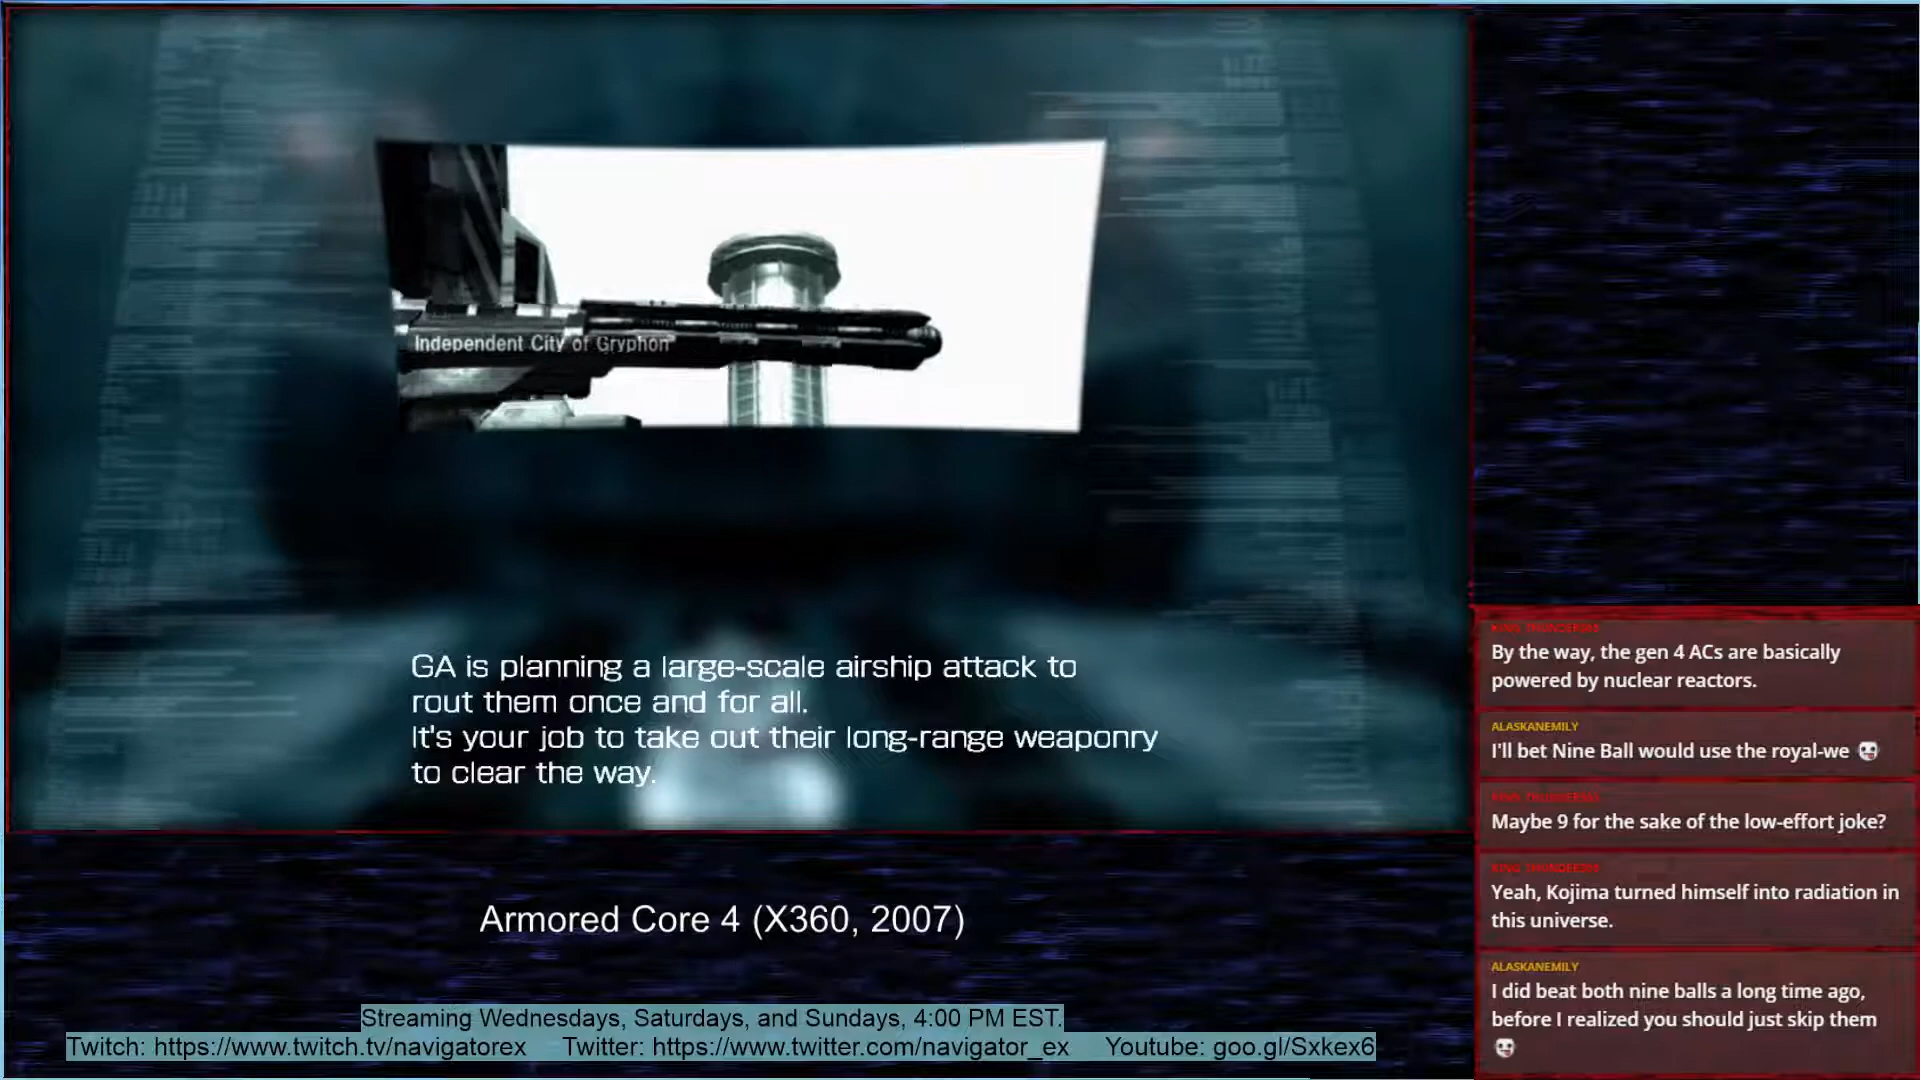 Independent City of Gryphon
GA is planning a large-scale airship attack to
rout them once and for all.
It's your job to take out their long-range weaponry
to clear the way.
Armored Core 4 (X360, 2007)
Streaming Wednesdays, Saturdays, and Sundays, 4:00 PM EST.
Twitch: https://www.twitch.tv/navigatorex Twitter: https://www.twitter.com/navigator_ex Youtube: goo.gl/Sxkex6
By the way, the gen 4 ACs are basically
powered by nuclear reactors.
ALASKANEMILY
I'll bet Nine Ball would use the royal-we
Maybe 9 for the sake of the low-effort joke?
Yeah, Kojima turned himself into radiation in
this universe.
ALASKANEMILY
I did beat both nine balls a long time ago,
before I realized you should just skip them